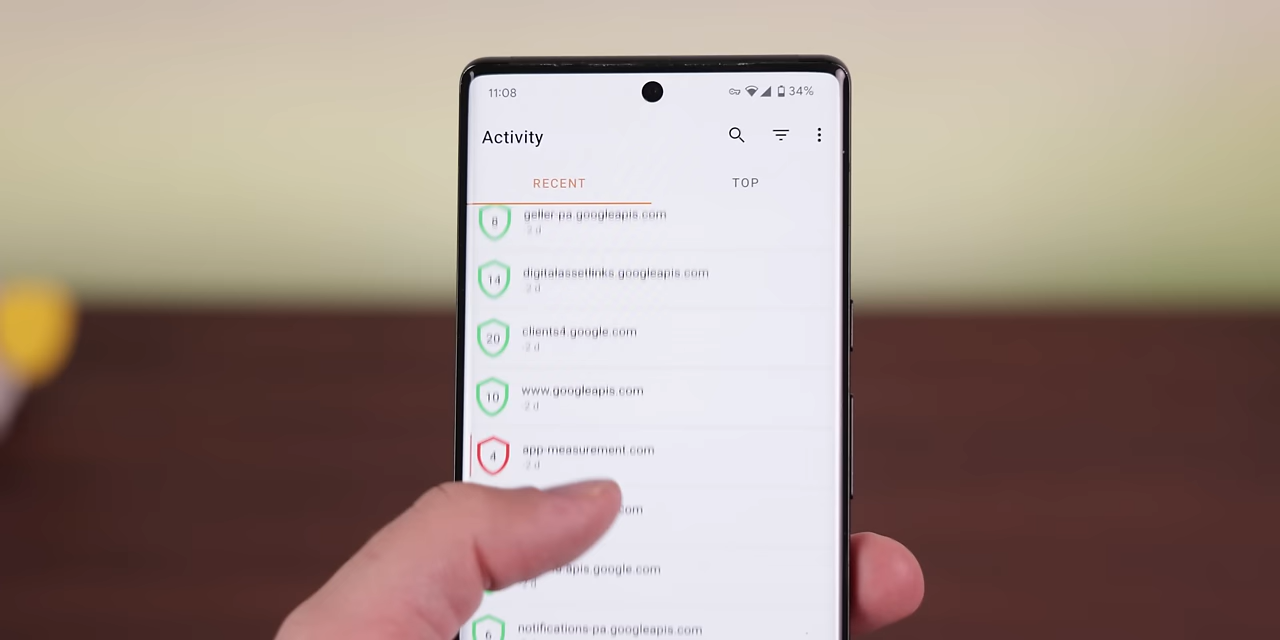 11:08
34%
Activity
RECENT
TOP
8
geller-pa.googleapis.com
2 d
14
digitalassetlinks.googleapis.com
2 d
20
clients4.google.com
2 d
10
www.googleapis.com
2 d
4
app-measurement.com
2 d
.com
apis.google.com
6
notifications-pa.googleapis.com